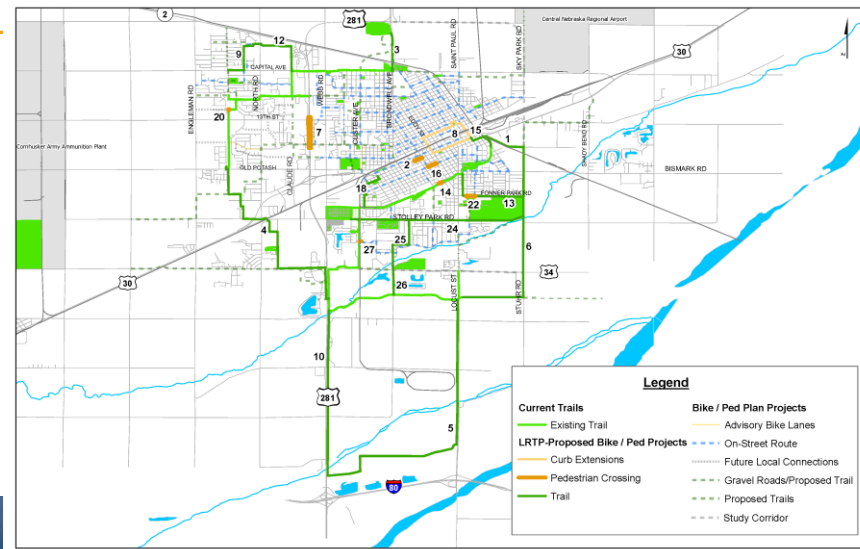 2
12
281
SAINT PAUL RD
Central Nebraska Regional Airport
9
3
SKY PARK RD
30
CAPITAL AVE
ENGLEMAN RD
NORTH RD
WEBB RD
CUSTER AVE
BROADWELL AVE
20
13TH ST
7
EDDY ST
8
15
1
SHADY BEND RD
Cornhusker Army Ammunition Plant
2
16
OLD POTASH
CLAUDE RD
BISMARK RD
18
14
FONNER PARK RD
22
13
STOLLEY PARK RD
4
25
24
27
6
30
26
LOCUST ST
STUHR RD
34
10
281
5
80
Legend
Current Trails
Existing Trail
LRTP-Proposed Bike / Ped Projects
Curb Extensions
Pedestrian Crossing
Trail
Bike / Ped Plan Projects
Advisory Bike Lanes
On-Street Route
Future Local Connections
Gravel Roads/Proposed Trail
Proposed Trails
Study Corridor